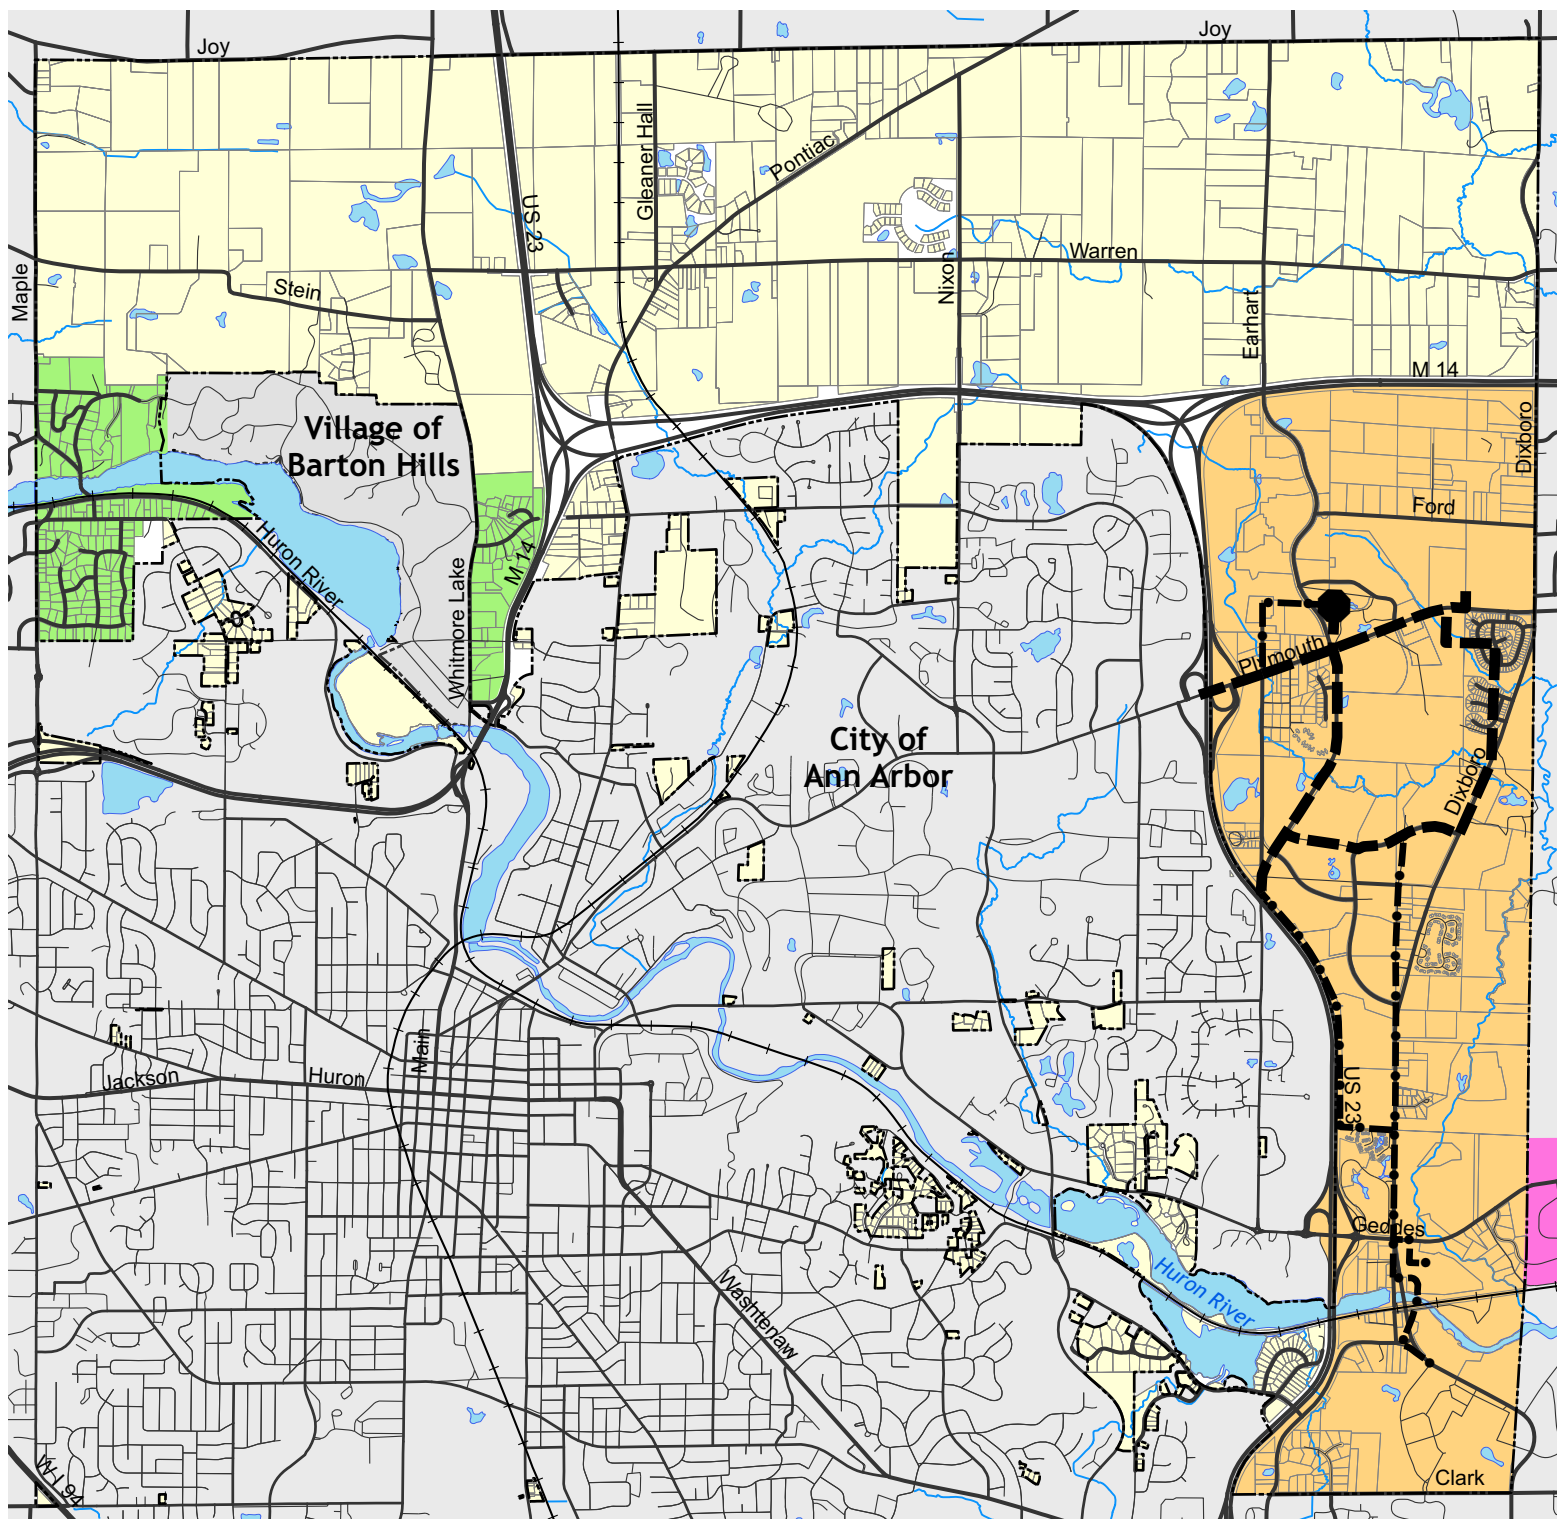 Joy
Joy
Gleaner Hall
Pontiac
US 23
Maple
Stein
Nixon
Warren
Earhart
M 14
Dixboro
Village of
Barton Hills
Ford
Huron River
M 14
Whitmore Lake
Plymouth
City of
Ann Arbor
Dixboro
Main
Jackson
Huron
US 23
Geddes
Huron River
Washtenaw
W I 94
Clark